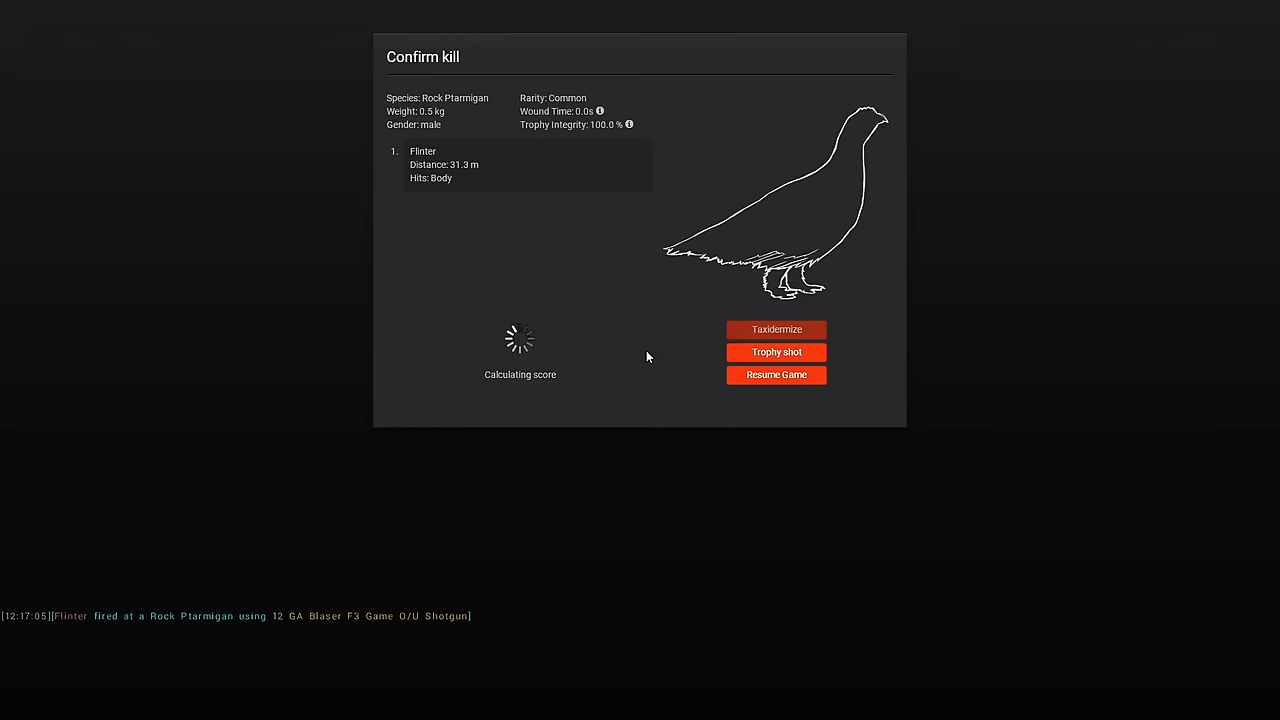 Confirm kill
Species: Rock Ptarmigan
Weight: 0.5 kg
Gender: male
Rarity: Common
Wound Time: 0.0s
Trophy Integrity: 100.0 %
1. Flinter
Distance: 31.3 m
Hits: Body
Calculating score
Taxidermize
Trophy shot
Resume Game
[12:17:05][Flinter fired at a Rock Ptarmigan using 12 GA Blaser F3 Game O/U Shotgun]